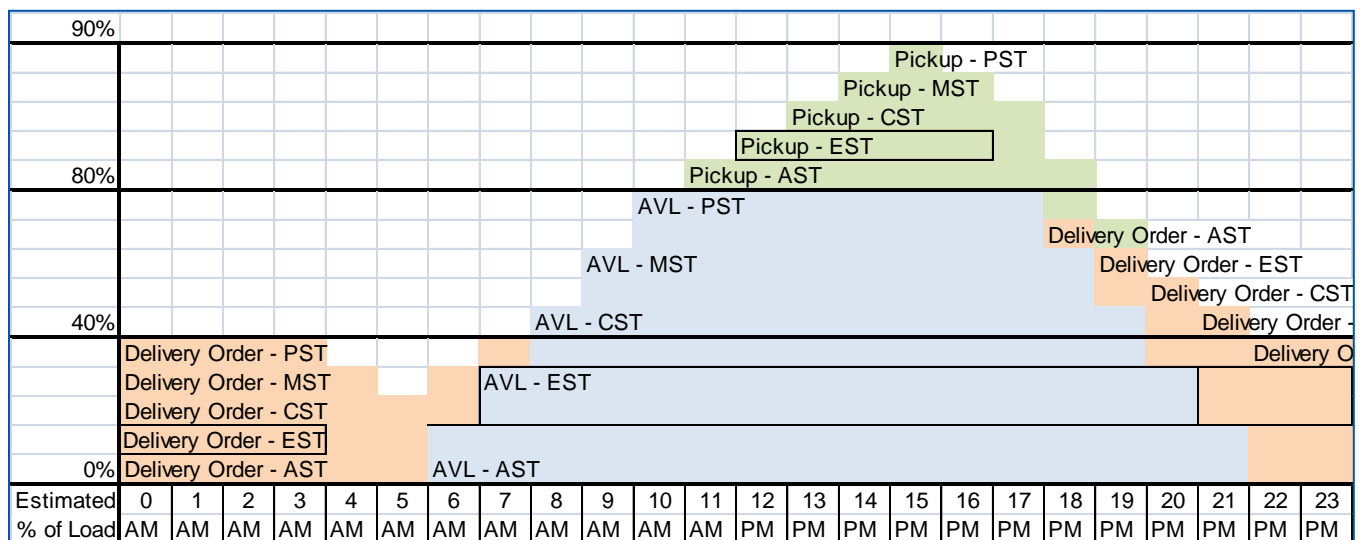 90%
Pickup - PST
Pickup - MST
Pickup - CST
Pickup - EST
80% Pickup - AST
AVL - PST
Delivery Order - AST
AVL - MST Delivery Order - EST
Delivery Order - CST
40% AVL - CST Delivery Order -
Delivery Order - PST Delivery O
Delivery Order - MST AVL - EST
Delivery Order - CST
Delivery Order - EST
0% Delivery Order - AST AVL - AST
Estimated 0 1 2 3 4 5 6 7 8 9 10 11 12 13 14 15 16 17 18 19 20 21 22 23
% of Load AM AM AM AM AM AM AM AM AM AM AM AM PM PM PM PM PM PM PM PM PM PM PM PM